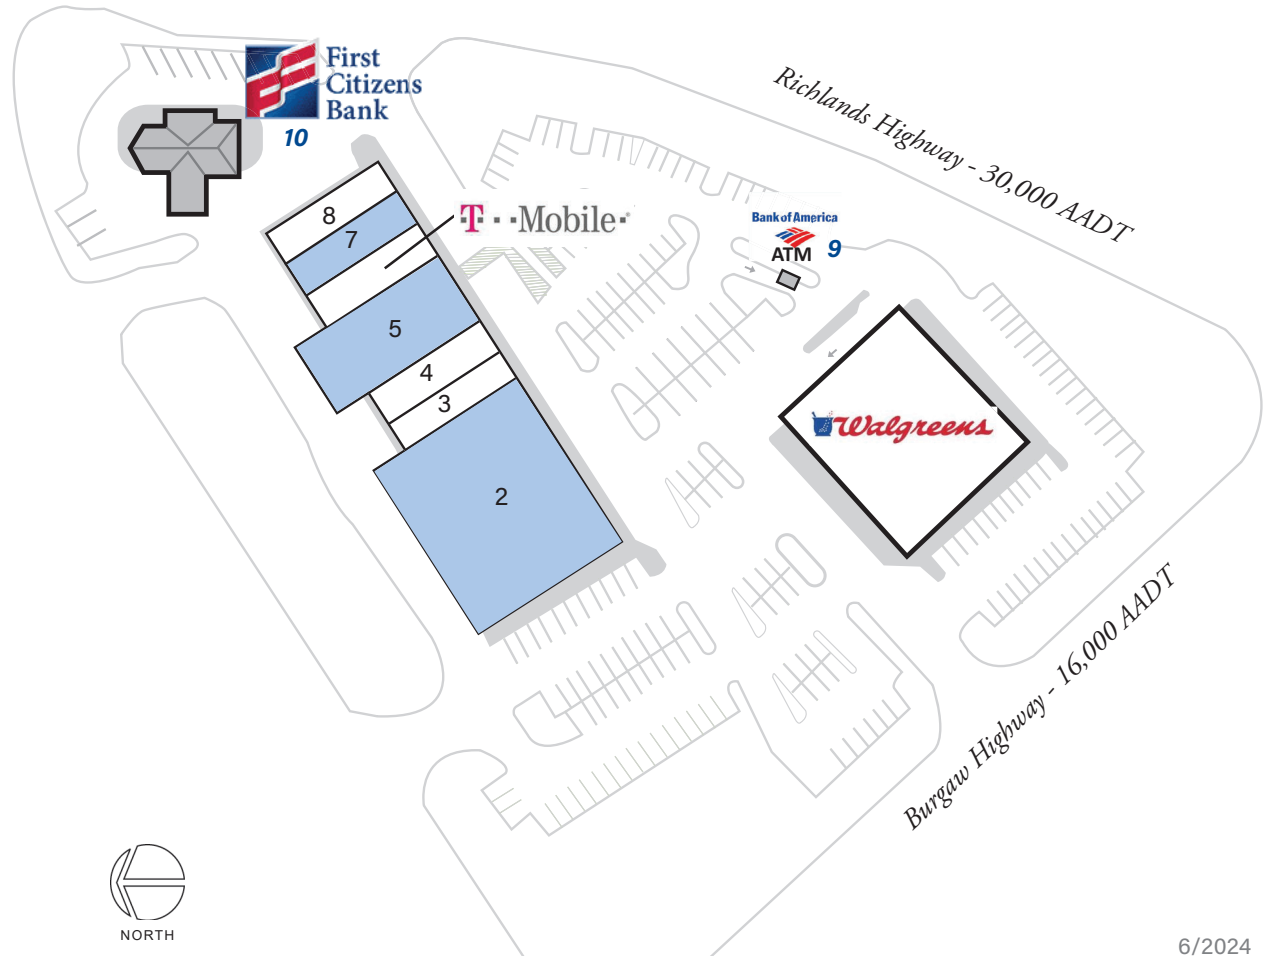 First
Citizens
Bank
10
Richlands Highway - 30,000 AADT
8
7
T··Mobile·
Bank of America
ATM 9
5
4
3
Walgreens
2
Burgaw Highway - 16,000 AADT
NORTH
6/2024